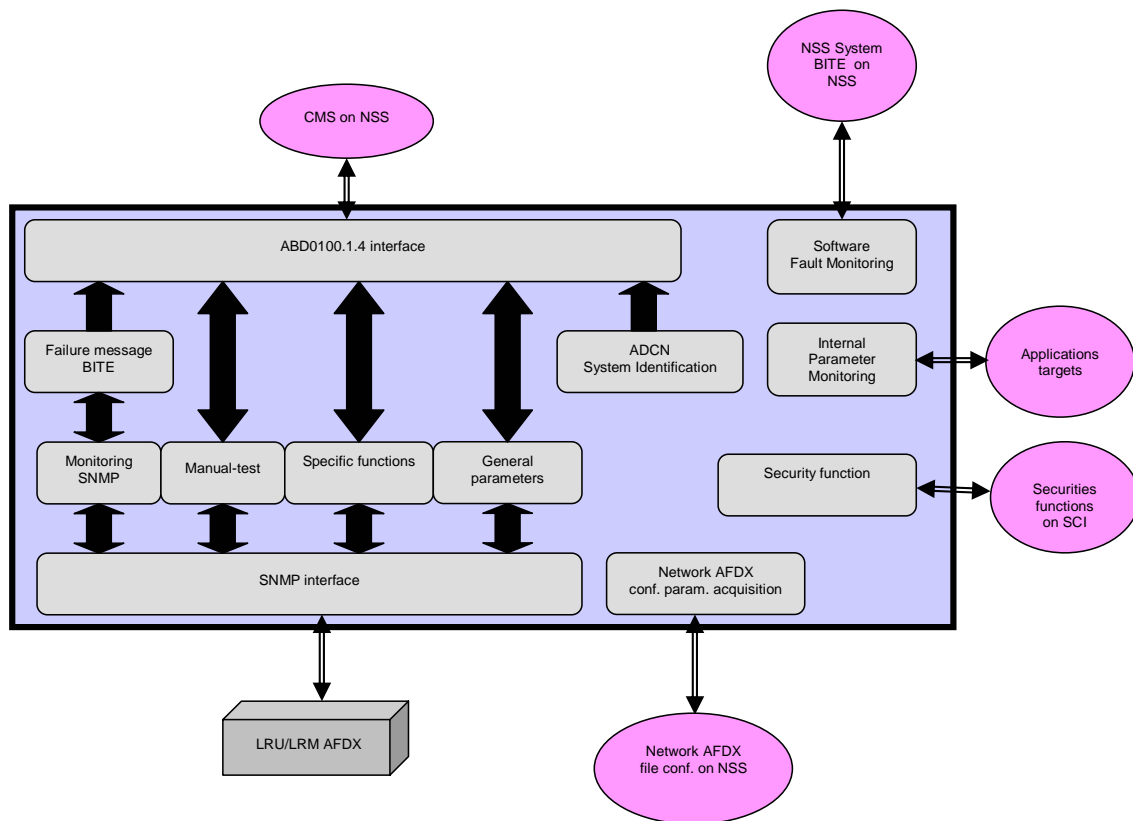 NSS System
BITE on
NSS
CMS on NSS
ABD0100.1.4 interface
Software
Fault Monitoring
Failure message
BITE
ADCN
System Identification
Internal
Parameter
Monitoring
Applications
targets
Monitoring
SNMP
Manual-test
Specific functions
General
parameters
Security function
Securities
functions
on SCI
SNMP interface
Network AFDX
conf. param. acquisition
LRU/LRM AFDX
Network AFDX
file conf. on NSS